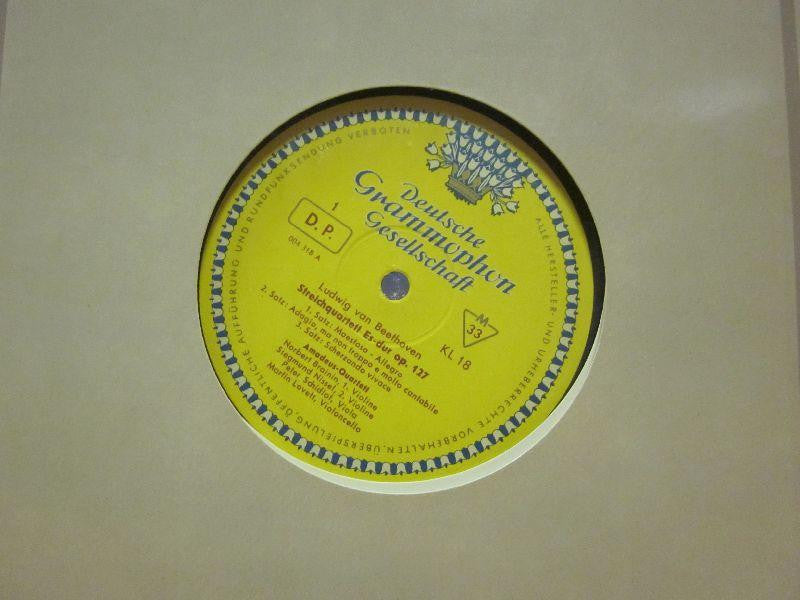 Deutsche
Grammophon
Gesellschaft
1
D.P.
004 318 A
M
33
KL 18
Ludwig van Beethoven
Streichquartett Es-dur op. 127
1. Satz: Maestoso - Allegro
2. Satz: Adagio, ma non troppo e molto cantabile
3. Satz: Scherzando vivace
Amadeus-Quartett
Norbert Brainin, 1. Violine
Siegmund Nissel, 2. Violine
Peter Schidlof, Viola
Martin Lovett, Violoncello
ALLE HERSTELLER- UND URHEBERRECHTE VORBEHALTEN. ÜBERSPIELUNG, ÖFFENTLICHE AUFFÜHRUNG UND RUNDFUNKSENDUNG VERBOTEN